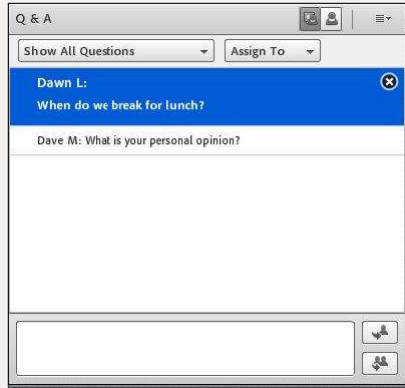 Q & A
Show All Questions
Assign To
Dawn L:
When do we break for lunch?
Dave M: What is your personal opinion?